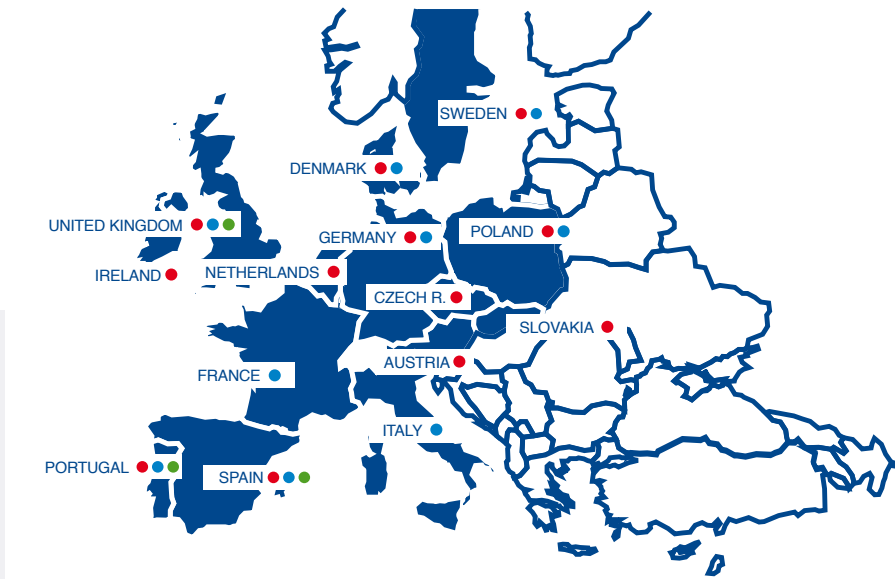 SWEDEN
DENMARK
UNITED KINGDOM
GERMANY
POLAND
IRELAND
NETHERLANDS
CZECH R.
SLOVAKIA
AUSTRIA
FRANCE
ITALY
PORTUGAL
SPAIN